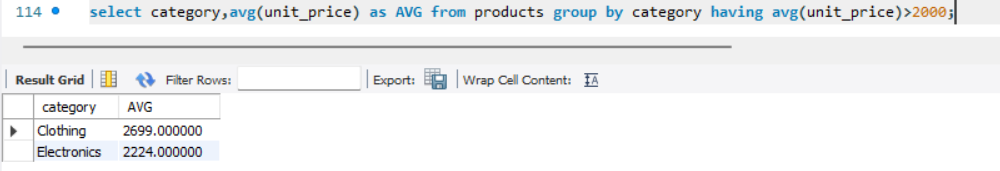 114 select category,avg(unit_price) as AVG from products group by category having avg(unit_price)>2000;
Result Grid Filter Rows: Export: Wrap Cell Content: IA
category AVG
Clothing 2699.000000
Electronics 2224.000000